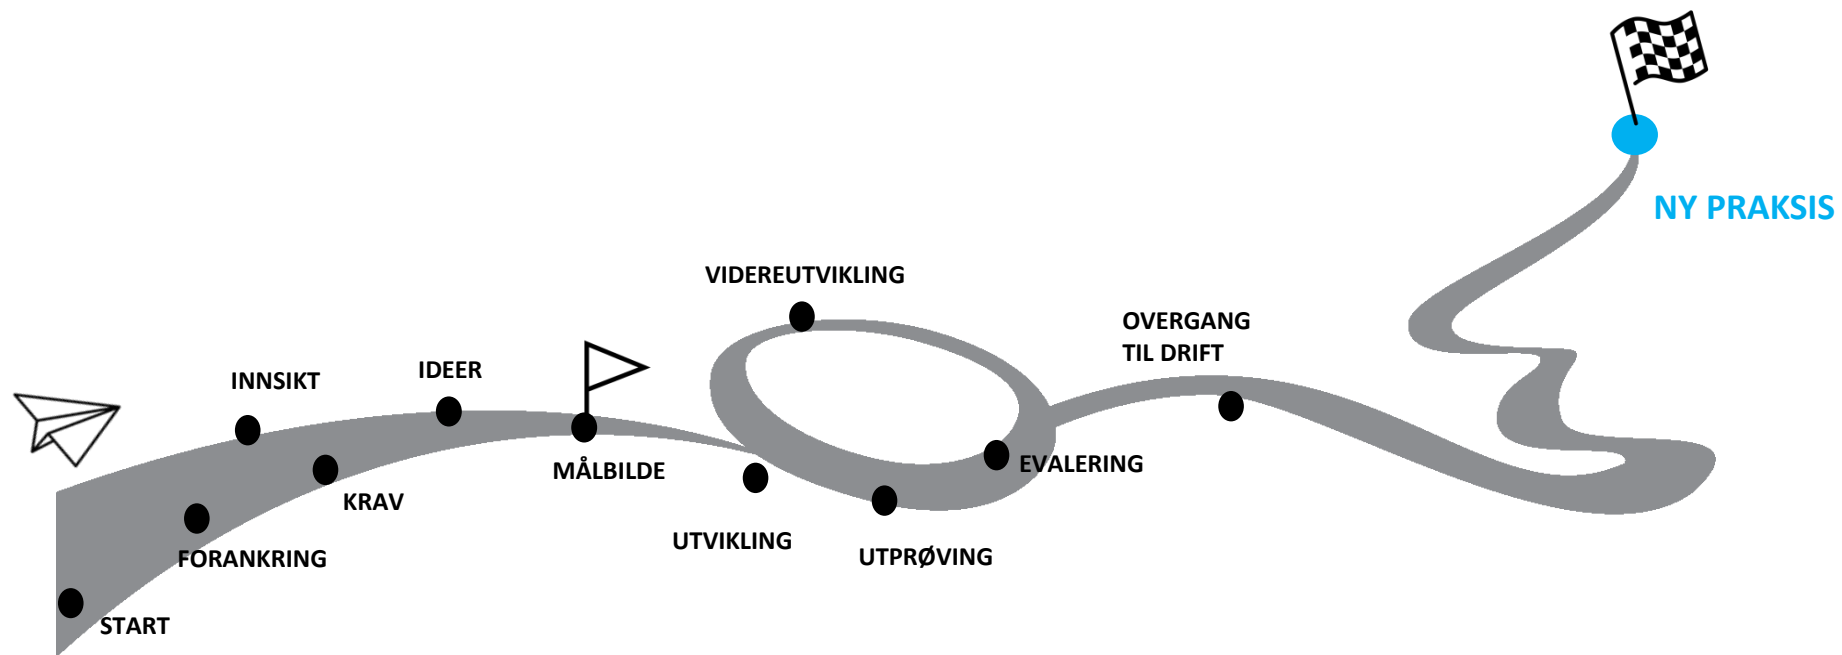 START
FORANKRING
INNSIKT
KRAV
IDEER
MÅLBILDE
UTVIKLING
UTPRØVING
EVALERING
VIDEREUTVIKLING
OVERGANG
TIL DRIFT
NY PRAKSIS